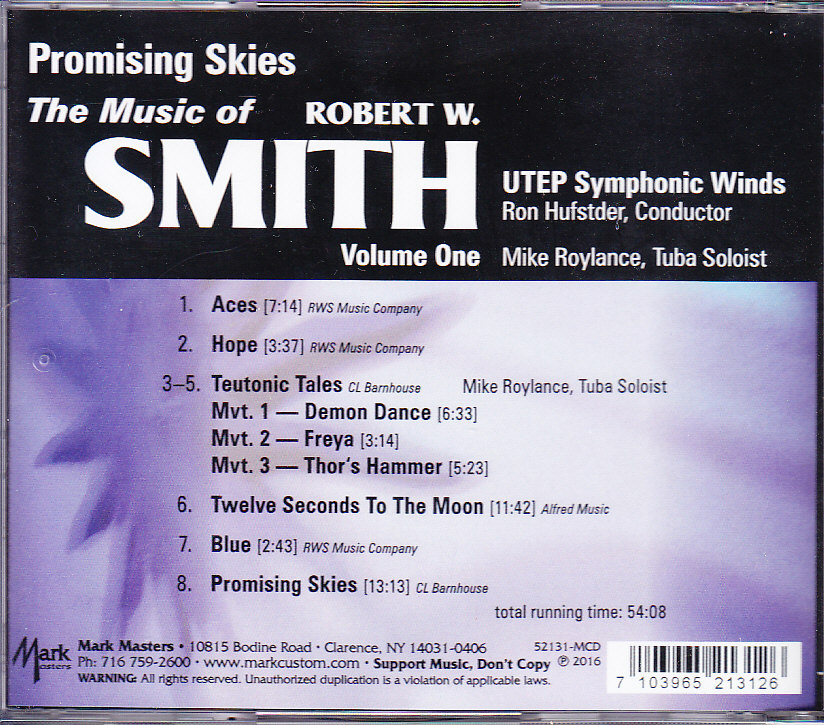 Promising Skies
The Music of ROBERT W.
SMITH
UTEP Symphonic Winds
Ron Hufstder, Conductor
Volume One Mike Roylance, Tuba Soloist
1. Aces [7:14] RWS Music Company
2. Hope [3:37] RWS Music Company
3–5. Teutonic Tales CL Barnhouse Mike Roylance, Tuba Soloist
Mvt. 1 — Demon Dance [6:33]
Mvt. 2 — Freya [3:14]
Mvt. 3 — Thor's Hammer [5:23]
6. Twelve Seconds To The Moon [11:42] Alfred Music
7. Blue [2:43] RWS Music Company
8. Promising Skies [13:13] CL Barnhouse
total running time: 54:08
Mark Masters
Mark Masters • 10815 Bodine Road · Clarence, NY 14031-0406
Ph: 716 759-2600 · www.markcustom.com · Support Music, Don't Copy
WARNING: All rights reserved. Unauthorized duplication is a violation of applicable laws.
52131-MCD
℗ 2016
7 103965 213126